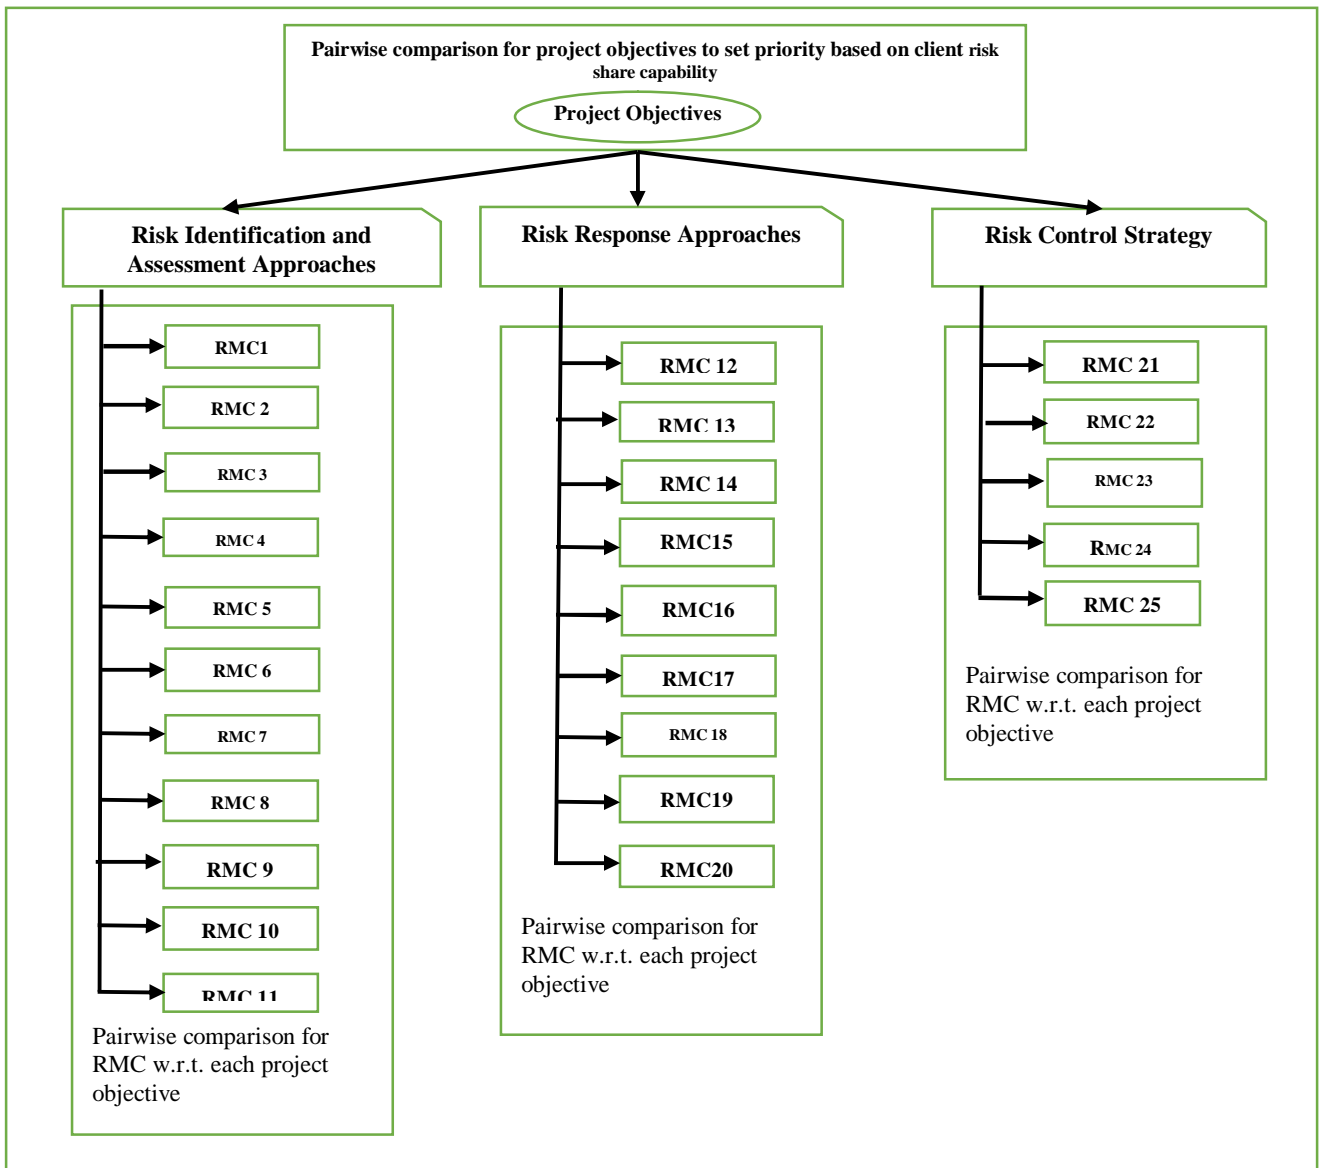 Pairwise comparison for project objectives to set priority based on client risk
share capability
Project Objectives
Risk Identification and
Assessment Approaches
RMC1
RMC 2
RMC 3
RMC 4
RMC 5
RMC 6
RMC 7
RMC 8
RMC 9
RMC 10
RMC 11
Pairwise comparison for
RMC w.r.t. each project
objective
Risk Response Approaches
RMC 12
RMC 13
RMC 14
RMC15
RMC16
RMC17
RMC 18
RMC19
RMC20
Pairwise comparison for
RMC w.r.t. each project
objective
Risk Control Strategy
RMC 21
RMC 22
RMC 23
RMC 24
RMC 25
Pairwise comparison for
RMC w.r.t. each project
objective